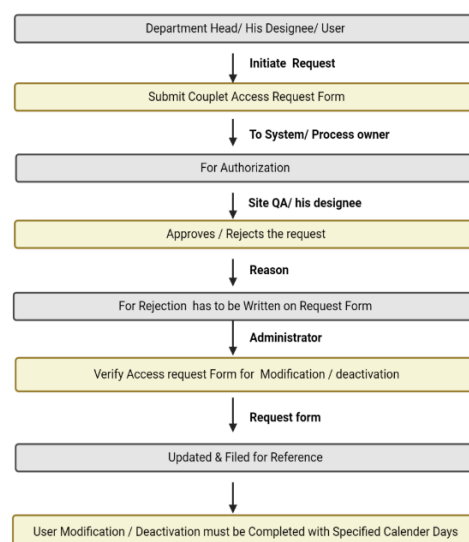 Department Head/ His Designee/ User
Initiate Request
Submit Couplet Access Request Form
To System/ Process owner
For Authorization
Site QA/ his designee
Approves / Rejects the request
Reason
For Rejection has to be Written on Request Form
Administrator
Verify Access request Form for Modification / deactivation
Request form
Updated & Filed for Reference
User Modification / Deactivation must be Completed with Specified Calender Days